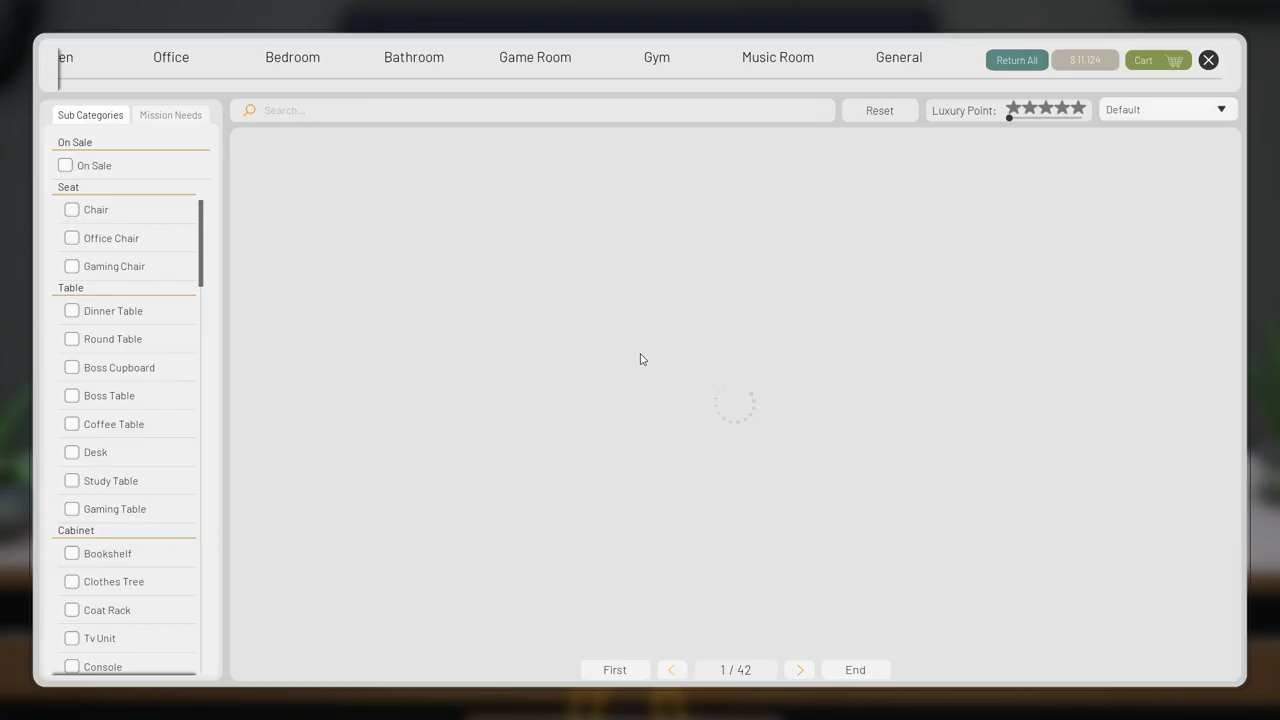 en Office Bedroom Bathroom Game Room Gym Music Room General Return All $ 11,124 Cart
Sub Categories Mission Needs Search... Reset Luxury Point: Default
On Sale
On Sale
Seat
Chair
Office Chair
Gaming Chair
Table
Dinner Table
Round Table
Boss Cupboard
Boss Table
Coffee Table
Desk
Study Table
Gaming Table
Cabinet
Bookshelf
Clothes Tree
Coat Rack
Tv Unit
Console
First < 1 / 42 > End